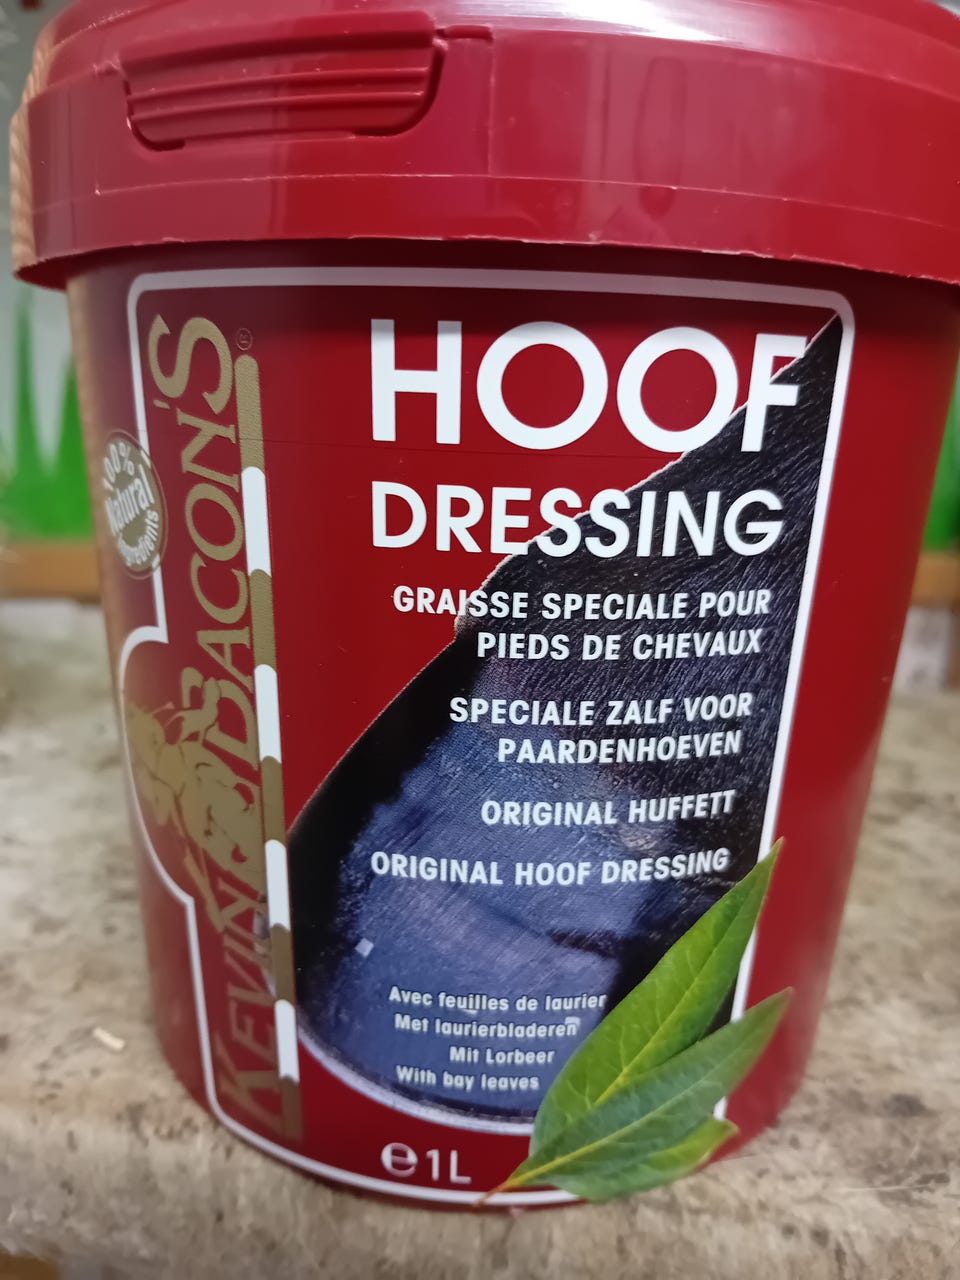 HOOF
DRESSING
GRAISSE SPECIALE POUR
PIEDS DE CHEVAUX
SPECIALE ZALF VOOR
PAARDENHOEVEN
ORIGINAL HUFFETT
ORIGINAL HOOF DRESSING
Avec feuilles de laurier
Met laurierbladeren
Mit Lorbeer
With bay leaves
℮1L
KEVIN BACON'S®
100%
Natural
Ingredients